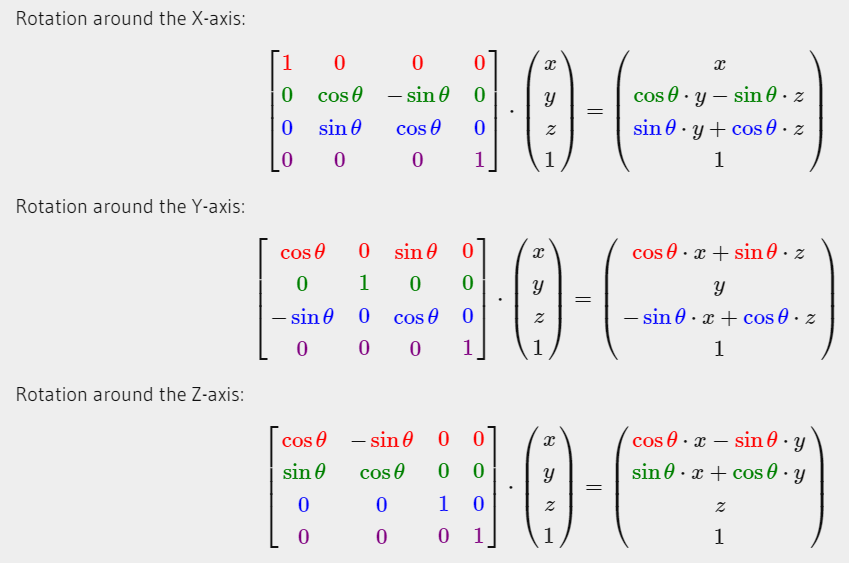 Rotation around the X-axis:
1 0 0 0 x x
0 cos θ − sin θ 0 y cos θ · y − sin θ · z
· =
0 sin θ cos θ 0 z sin θ · y + cos θ · z
0 0 0 1 1 1
Rotation around the Y-axis:
cos θ 0 sin θ 0 x cos θ · x + sin θ · z
0 1 0 0 y y
· =
− sin θ 0 cos θ 0 z − sin θ · x + cos θ · z
0 0 0 1 1 1
Rotation around the Z-axis:
cos θ − sin θ 0 0 x cos θ · x − sin θ · y
sin θ cos θ 0 0 y sin θ · x + cos θ · y
· =
0 0 1 0 z z
0 0 0 1 1 1